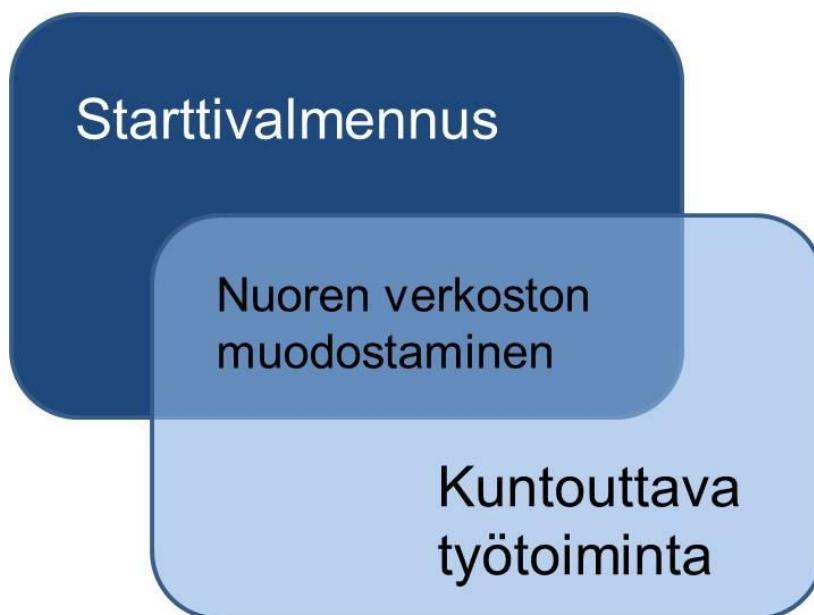 Starttivalmennus
Nuoren verkoston
muodostaminen
Kuntouttava
työtoiminta